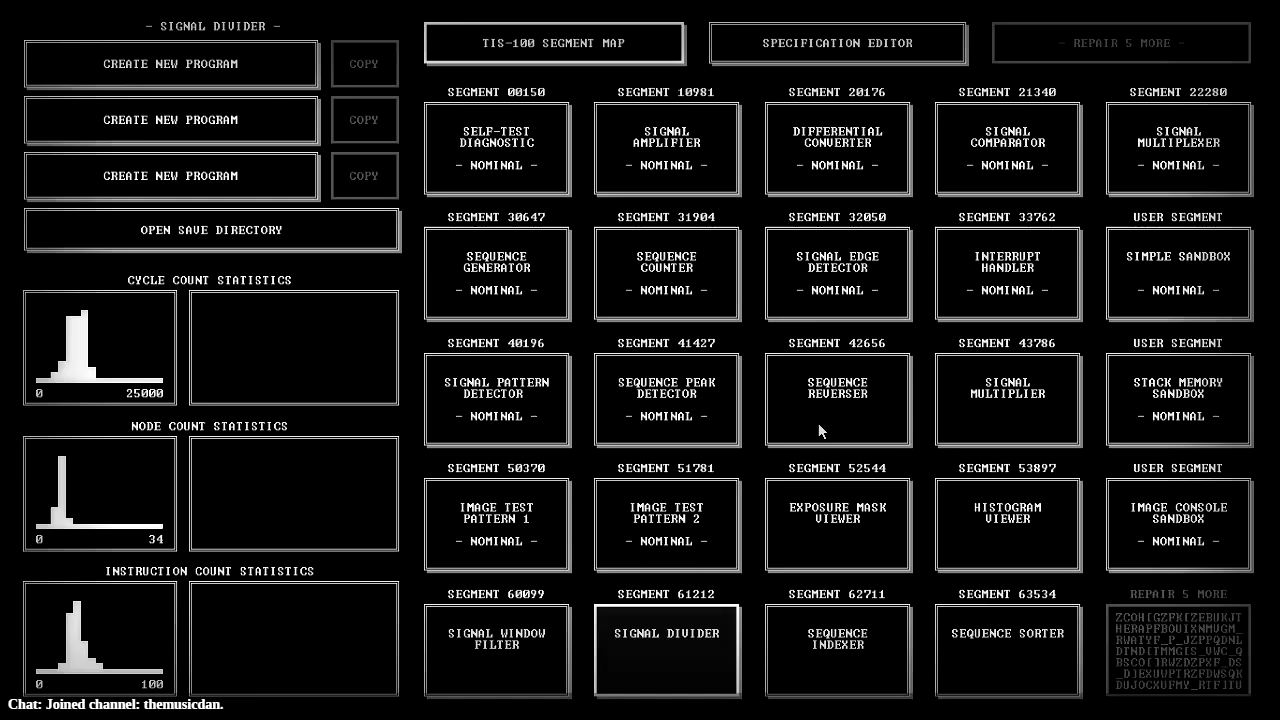 - SIGNAL DIVIDER -
CREATE NEW PROGRAM
COPY
CREATE NEW PROGRAM
COPY
CREATE NEW PROGRAM
COPY
OPEN SAVE DIRECTORY
CYCLE COUNT STATISTICS
0 25000
NODE COUNT STATISTICS
0 34
INSTRUCTION COUNT STATISTICS
0 100
Chat: Joined channel: themusicdan.
TIS-100 SEGMENT MAP
SPECIFICATION EDITOR
- REPAIR 5 MORE -
SEGMENT 00150
SELF-TEST
DIAGNOSTIC
- NOMINAL -
SEGMENT 10981
SIGNAL
AMPLIFIER
- NOMINAL -
SEGMENT 20176
DIFFERENTIAL
CONVERTER
- NOMINAL -
SEGMENT 21340
SIGNAL
COMPARATOR
- NOMINAL -
SEGMENT 22280
SIGNAL
MULTIPLEXER
- NOMINAL -
SEGMENT 30647
SEQUENCE
GENERATOR
- NOMINAL -
SEGMENT 31904
SEQUENCE
COUNTER
- NOMINAL -
SEGMENT 32050
SIGNAL EDGE
DETECTOR
- NOMINAL -
SEGMENT 33762
INTERRUPT
HANDLER
- NOMINAL -
USER SEGMENT
SIMPLE SANDBOX
- NOMINAL -
SEGMENT 40196
SIGNAL PATTERN
DETECTOR
- NOMINAL -
SEGMENT 41427
SEQUENCE PEAK
DETECTOR
- NOMINAL -
SEGMENT 42656
SEQUENCE
REVERSER
SEGMENT 43786
SIGNAL
MULTIPLIER
USER SEGMENT
STACK MEMORY
SANDBOX
- NOMINAL -
SEGMENT 50370
IMAGE TEST
PATTERN 1
- NOMINAL -
SEGMENT 51781
IMAGE TEST
PATTERN 2
- NOMINAL -
SEGMENT 52544
EXPOSURE MASK
VIEWER
SEGMENT 53897
HISTOGRAM
VIEWER
USER SEGMENT
IMAGE CONSOLE
SANDBOX
- NOMINAL -
SEGMENT 60099
SIGNAL WINDOW
FILTER
SEGMENT 61212
SIGNAL DIVIDER
SEGMENT 62711
SEQUENCE
INDEXER
SEGMENT 63534
SEQUENCE SORTER
REPAIR 5 MORE